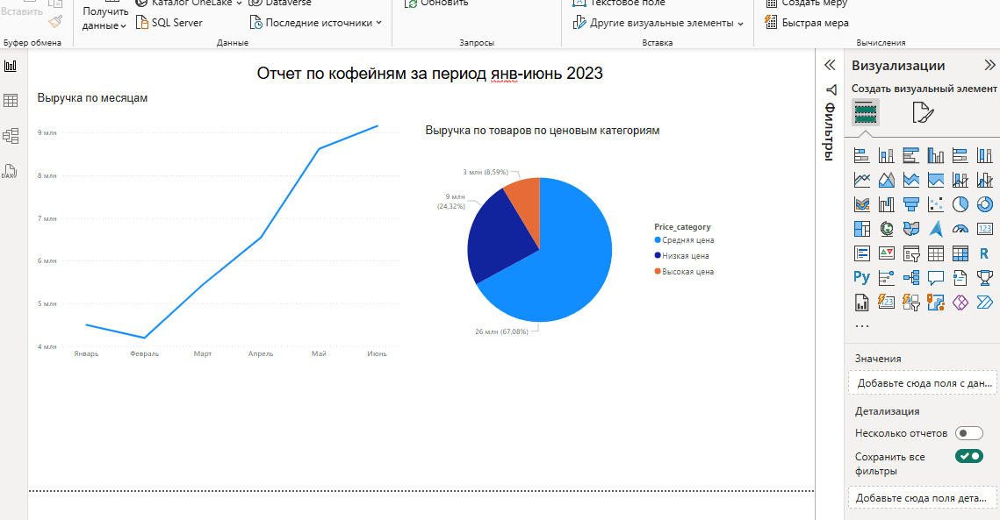 Вставить
Буфер обмена
Получить
данные
Каталог OneLake
SQL Server
Dataverse
Последние источники
Данные
Обновить
Запросы
Текстовое поле
Другие визуальные элементы
Вставка
Создать меру
Быстрая мера
Вычисления
DAX
Отчет по кофейням за период янв-июнь 2023
Выручка по месяцам
9 млн
8 млн
7 млн
6 млн
5 млн
4 млн
Январь
Февраль
Март
Апрель
Май
Июнь
Выручка по товаров по ценовым категориям
3 млн (8,59%)
9 млн
(24,32%)
26 млн (67,08%)
Price_category
Средняя цена
Низкая цена
Высокая цена
Фильтры
Визуализации
Создать визуальный элемент
123
R
Py
123
...
Значения
Добавьте сюда поля с дан...
Детализация
Несколько отчетов
Сохранить все
фильтры
Добавьте сюда поля дета...